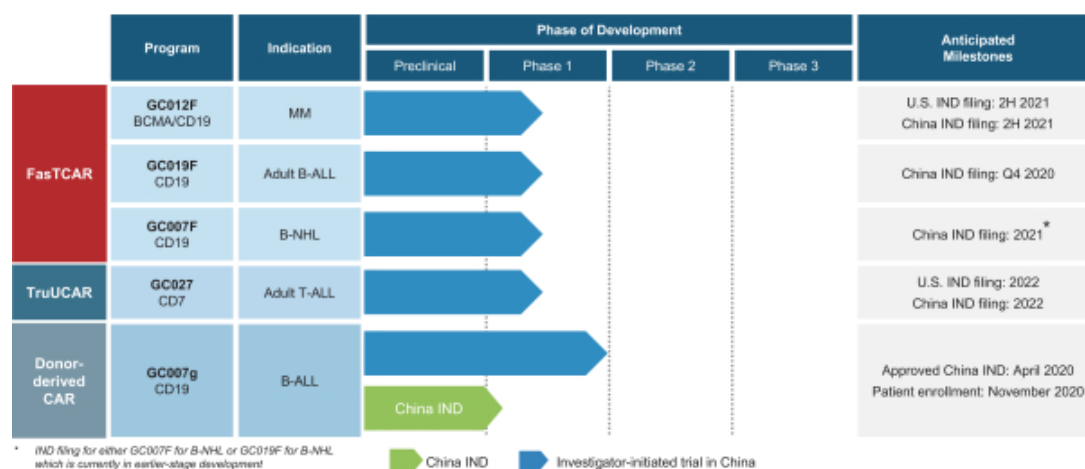 Program
Indication
Phase of Development
Anticipated
Milestones
Preclinical
Phase 1
Phase 2
Phase 3
FasTCAR
GC012F
BCMA/CD19
MM
U.S. IND filing: 2H 2021
China IND filing: 2H 2021
GC019F
CD19
Adult B-ALL
China IND filing: Q4 2020
GC007F
CD19
B-NHL
China IND filing: 2021*
TruUCAR
GC027
CD7
Adult T-ALL
U.S. IND filing: 2022
China IND filing: 2022
Donor-
derived
CAR
GC007g
CD19
B-ALL
China IND
Approved China IND: April 2020
Patient enrollment: November 2020
* IND filing for either GC007F for B-NHL or GC019F for B-NHL
which is currently in earlier-stage development
China IND
Investigator-initiated trial in China